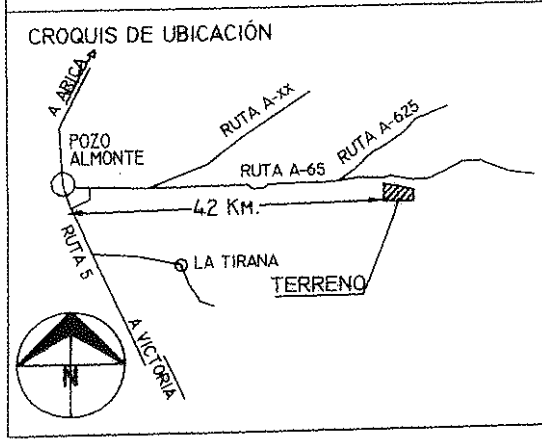 CROQUIS DE UBICACIÓN
A ARICA
RUTA A-XX
RUTA A-625
POZO
ALMONTE
RUTA A-65
42 KM.
RUTA 5
LA TIRANA
TERRENO
A VICTORIA
N